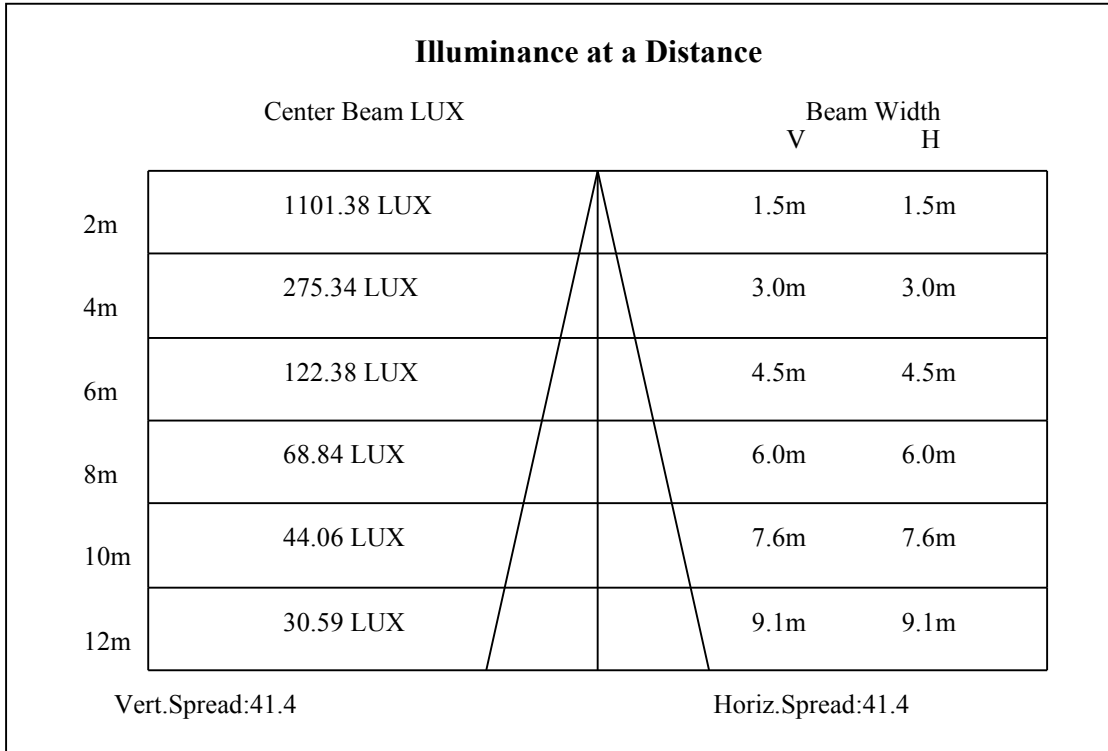 Illuminance at a Distance
Center Beam LUX Beam Width
V H
2m 1101.38 LUX 1.5m 1.5m
4m 275.34 LUX 3.0m 3.0m
6m 122.38 LUX 4.5m 4.5m
8m 68.84 LUX 6.0m 6.0m
10m 44.06 LUX 7.6m 7.6m
12m 30.59 LUX 9.1m 9.1m
Vert.Spread:41.4 Horiz.Spread:41.4